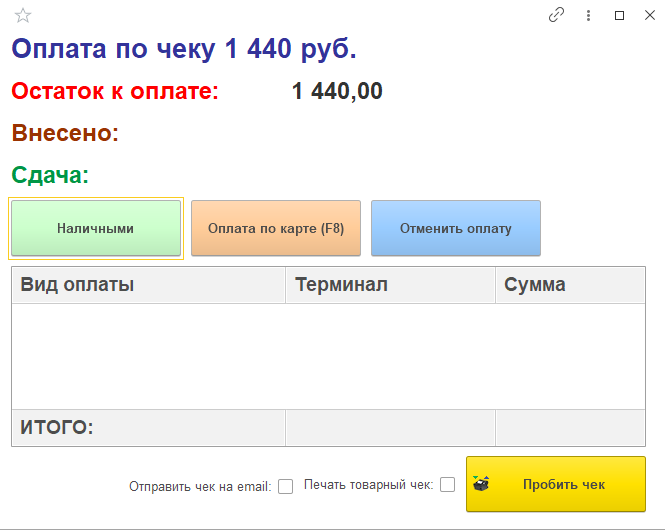 Оплата по чеку 1 440 руб.
Остаток к оплате: 1 440,00
Внесено:
Сдача:
Наличными Оплата по карте (F8) Отменить оплату
Вид оплаты Терминал Сумма
ИТОГО:
Отправить чек на email: Печать товарный чек: Пробить чек